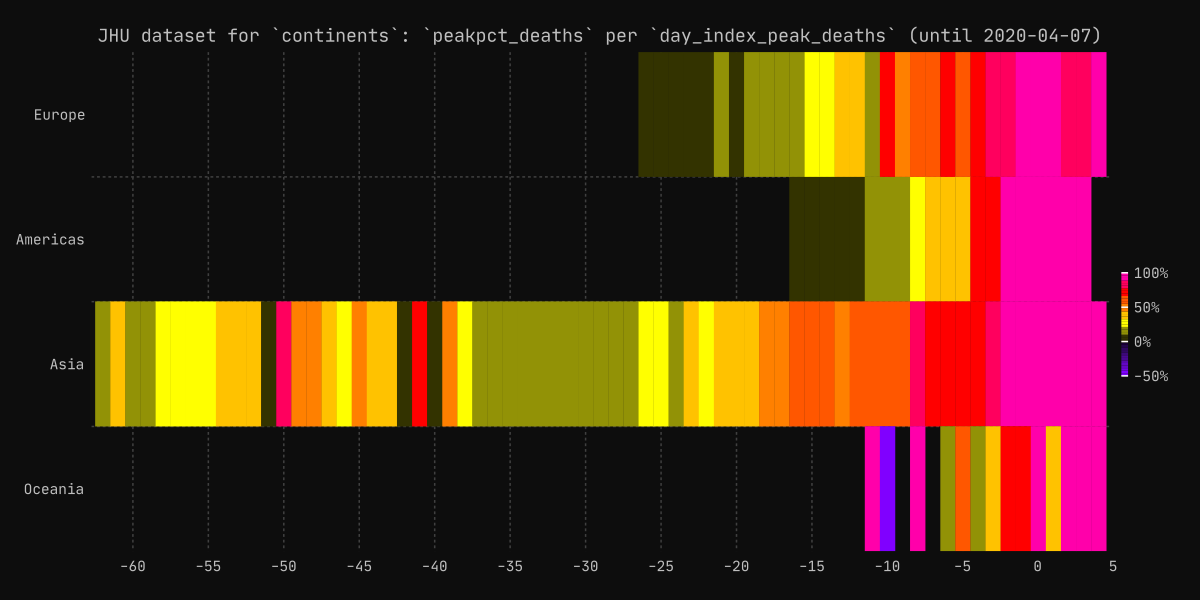 JHU dataset for `continents`: `peakpct_deaths` per `day_index_peak_deaths` (until 2020-04-07)
Europe
Americas
Asia
Oceania
100%
50%
0%
-50%
-60 -55 -50 -45 -40 -35 -30 -25 -20 -15 -10 -5 0 5